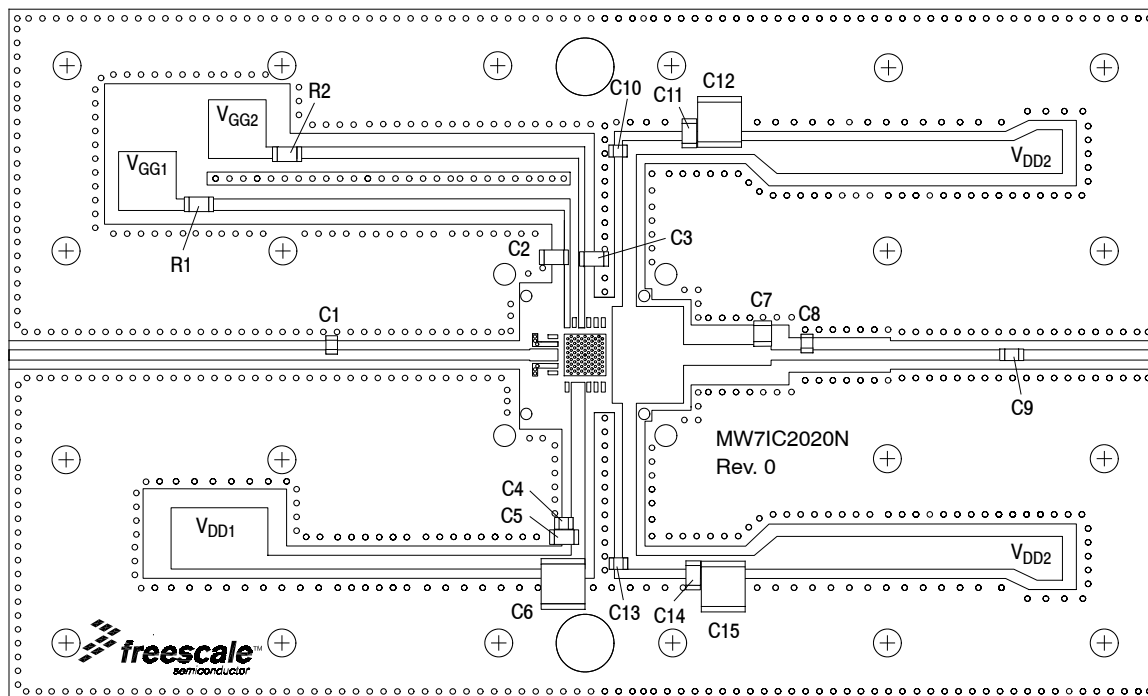 C12
C10
C11
R2
VGG2
VDD2
VGG1
C2
C3
R1
C1
C7
C8
C9
MW7IC2020N
Rev. 0
C4
C5
VDD1
VDD2
C6
C13
C14
C15
freescale™
semiconductor